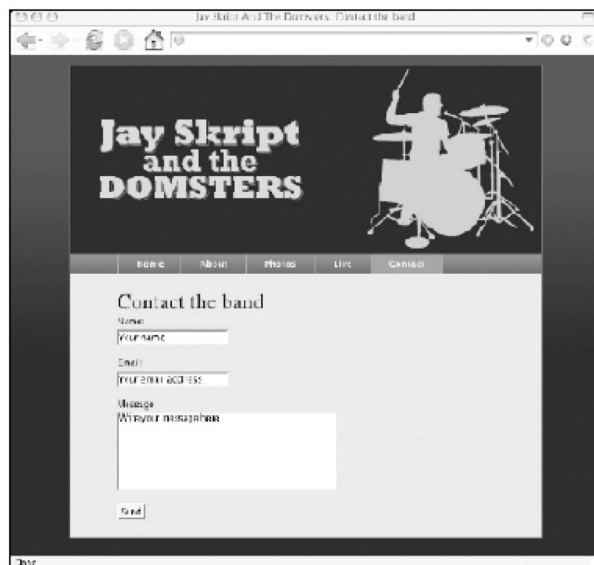 Jay Skript And The Domsters: Contact the band
Jay Skript
and the
DOMSTERS
Home About Photos Live Contact
Contact the band
Name:
Your name
Email:
Your email address
Message:
Write your message here
Send
Done